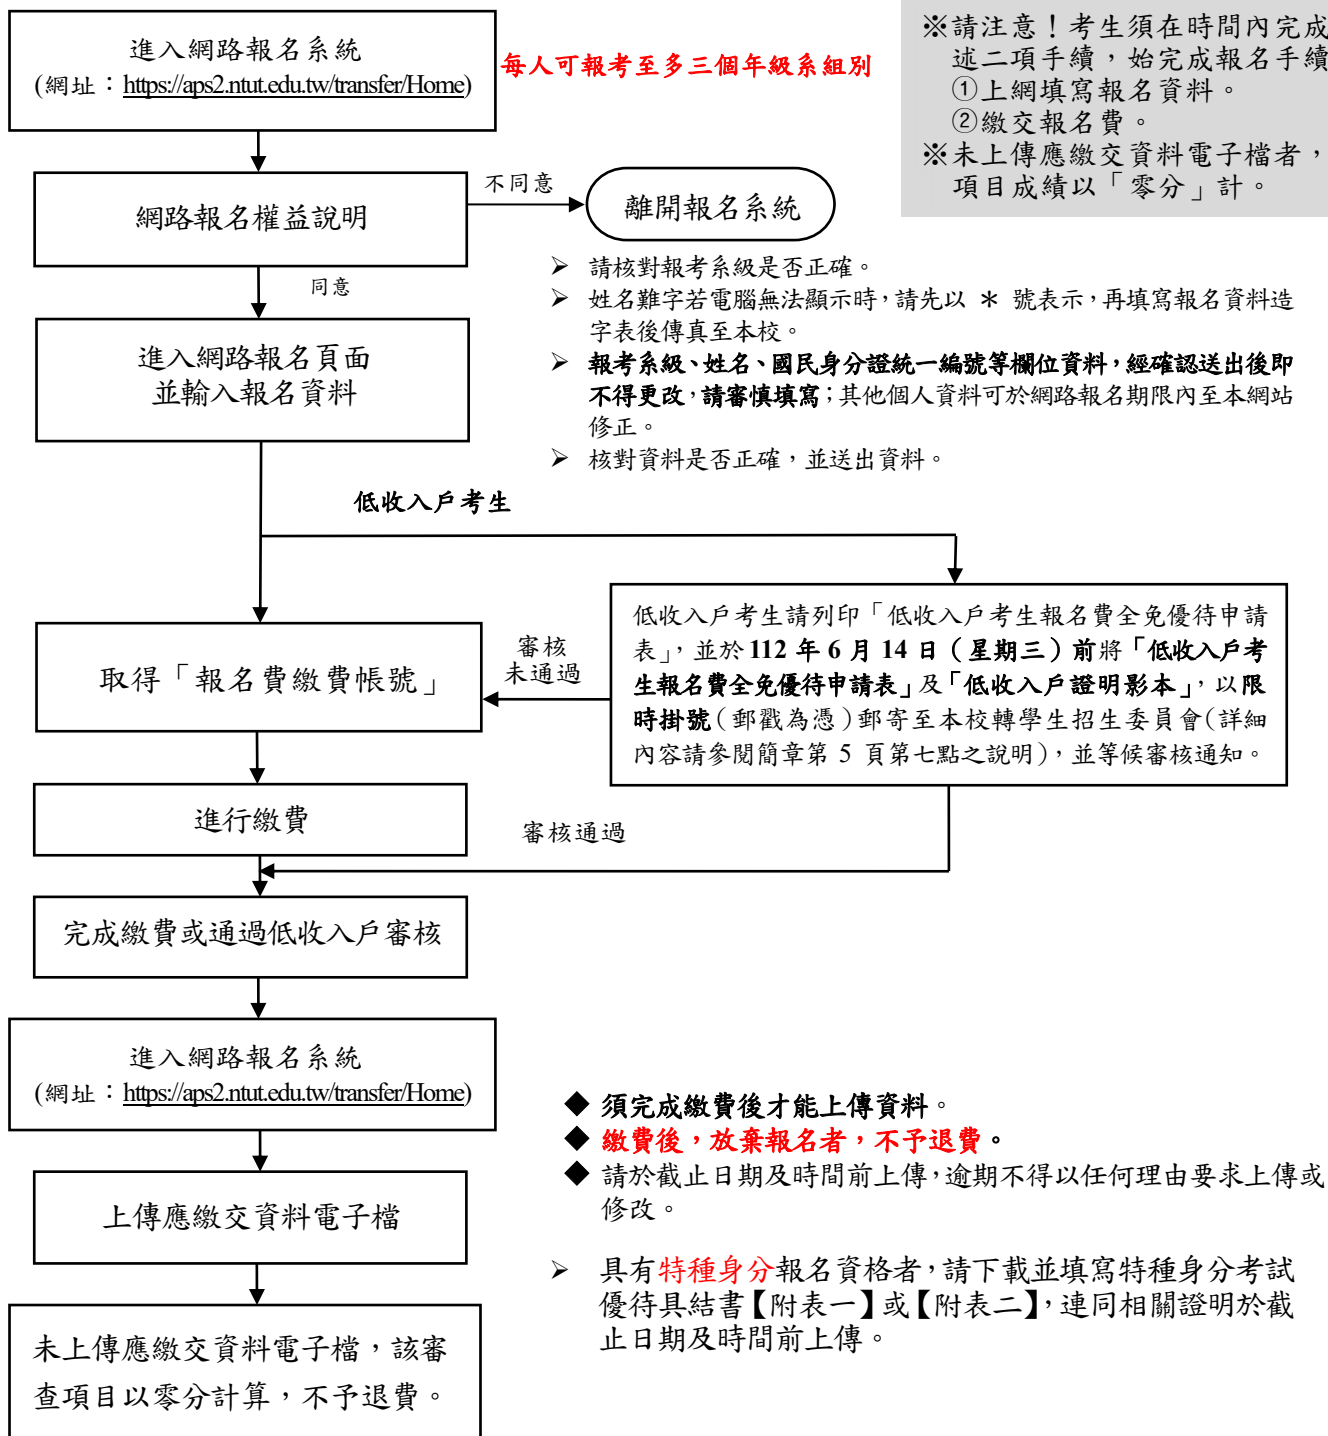 進入網路報名系統
(網址：https://aps2.ntut.edu.tw/transfer/Home)
每人可報考至多三個年級系組別
※請注意！考生須在時間內完成
述二項手續，始完成報名手續
①上網填寫報名資料。
②繳交報名費。
※未上傳應繳交資料電子檔者，
項目成績以「零分」計。
網路報名權益說明
不同意
離開報名系統
同意
進入網路報名頁面
並輸入報名資料
➢ 請核對報考系級是否正確。
➢ 姓名難字若電腦無法顯示時，請先以 ＊ 號表示，再填寫報名資料造
字表後傳真至本校。
➢ 報考系級、姓名、國民身分證統一編號等欄位資料，經確認送出後即
不得更改，請審慎填寫；其他個人資料可於網路報名期限內至本網站
修正。
➢ 核對資料是否正確，並送出資料。
低收入戶考生
低收入戶考生請列印「低收入戶考生報名費全免優待申請
表」，並於 112 年 6 月 14 日（星期三）前將「低收入戶考
生報名費全免優待申請表」及「低收入戶證明影本」，以限
時掛號（郵戳為憑）郵寄至本校轉學生招生委員會（詳細
內容請參閱簡章第 5 頁第七點之說明），並等候審核通知。
審核
未通過
取得「報名費繳費帳號」
進行繳費
審核通過
完成繳費或通過低收入戶審核
進入網路報名系統
(網址：https://aps2.ntut.edu.tw/transfer/Home)
◆ 須完成繳費後才能上傳資料。
◆ 繳費後，放棄報名者，不予退費。
◆ 請於截止日期及時間前上傳，逾期不得以任何理由要求上傳或
修改。
上傳應繳交資料電子檔
➢ 具有特種身分報名資格者，請下載並填寫特種身分考試
優待具結書【附表一】或【附表二】，連同相關證明於截
止日期及時間前上傳。
未上傳應繳交資料電子檔，該審
查項目以零分計算，不予退費。